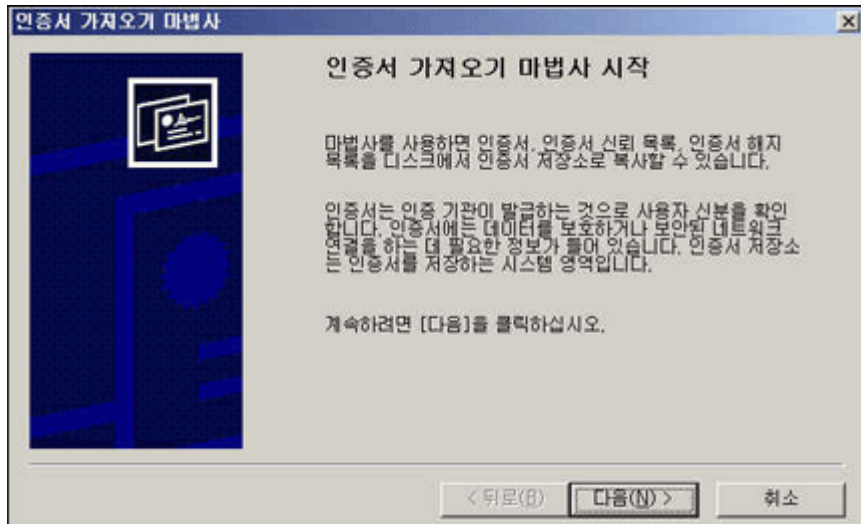 인증서 가져오기 마법사
인증서 가져오기 마법사 시작
마법사를 사용하면 인증서, 인증서 신뢰 목록, 인증서 해지
목록을 디스크에서 인증서 저장소로 복사할 수 있습니다.
인증서는 인증 기관이 발급하는 것으로 사용자 신분을 확인
합니다. 인증서에는 데이터를 보호하거나 보안된 네트워크
연결을 하는 데 필요한 정보가 들어 있습니다. 인증서 저장소
는 인증서를 저장하는 시스템 영역입니다.
계속하려면 [다음]을 클릭하십시오.
< 뒤로(B) 다음(N) > 취소